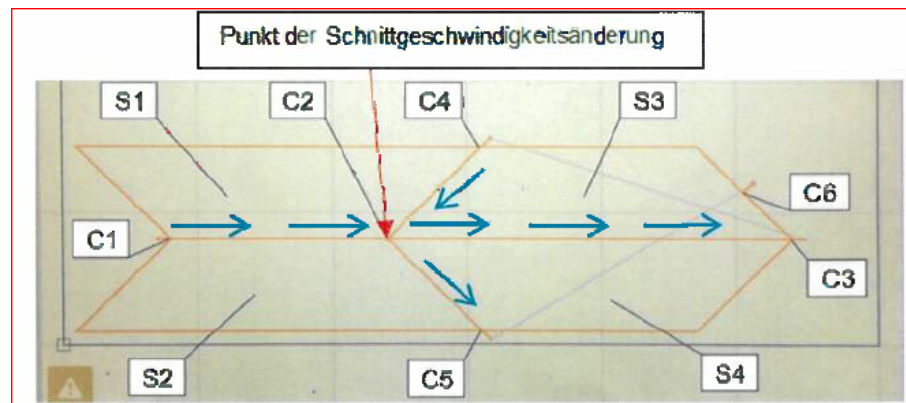 Punkt der Schnittgeschwindigkeitsänderung
S1
C2
C4
S3
C6
C1
C3
S2
C5
S4